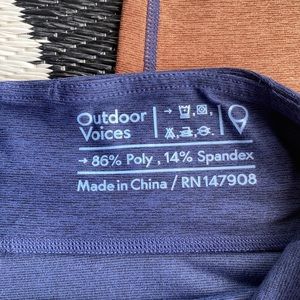 Outdoor
Voices
→ 86% Poly, 14% Spandex
Made in China / RN147908